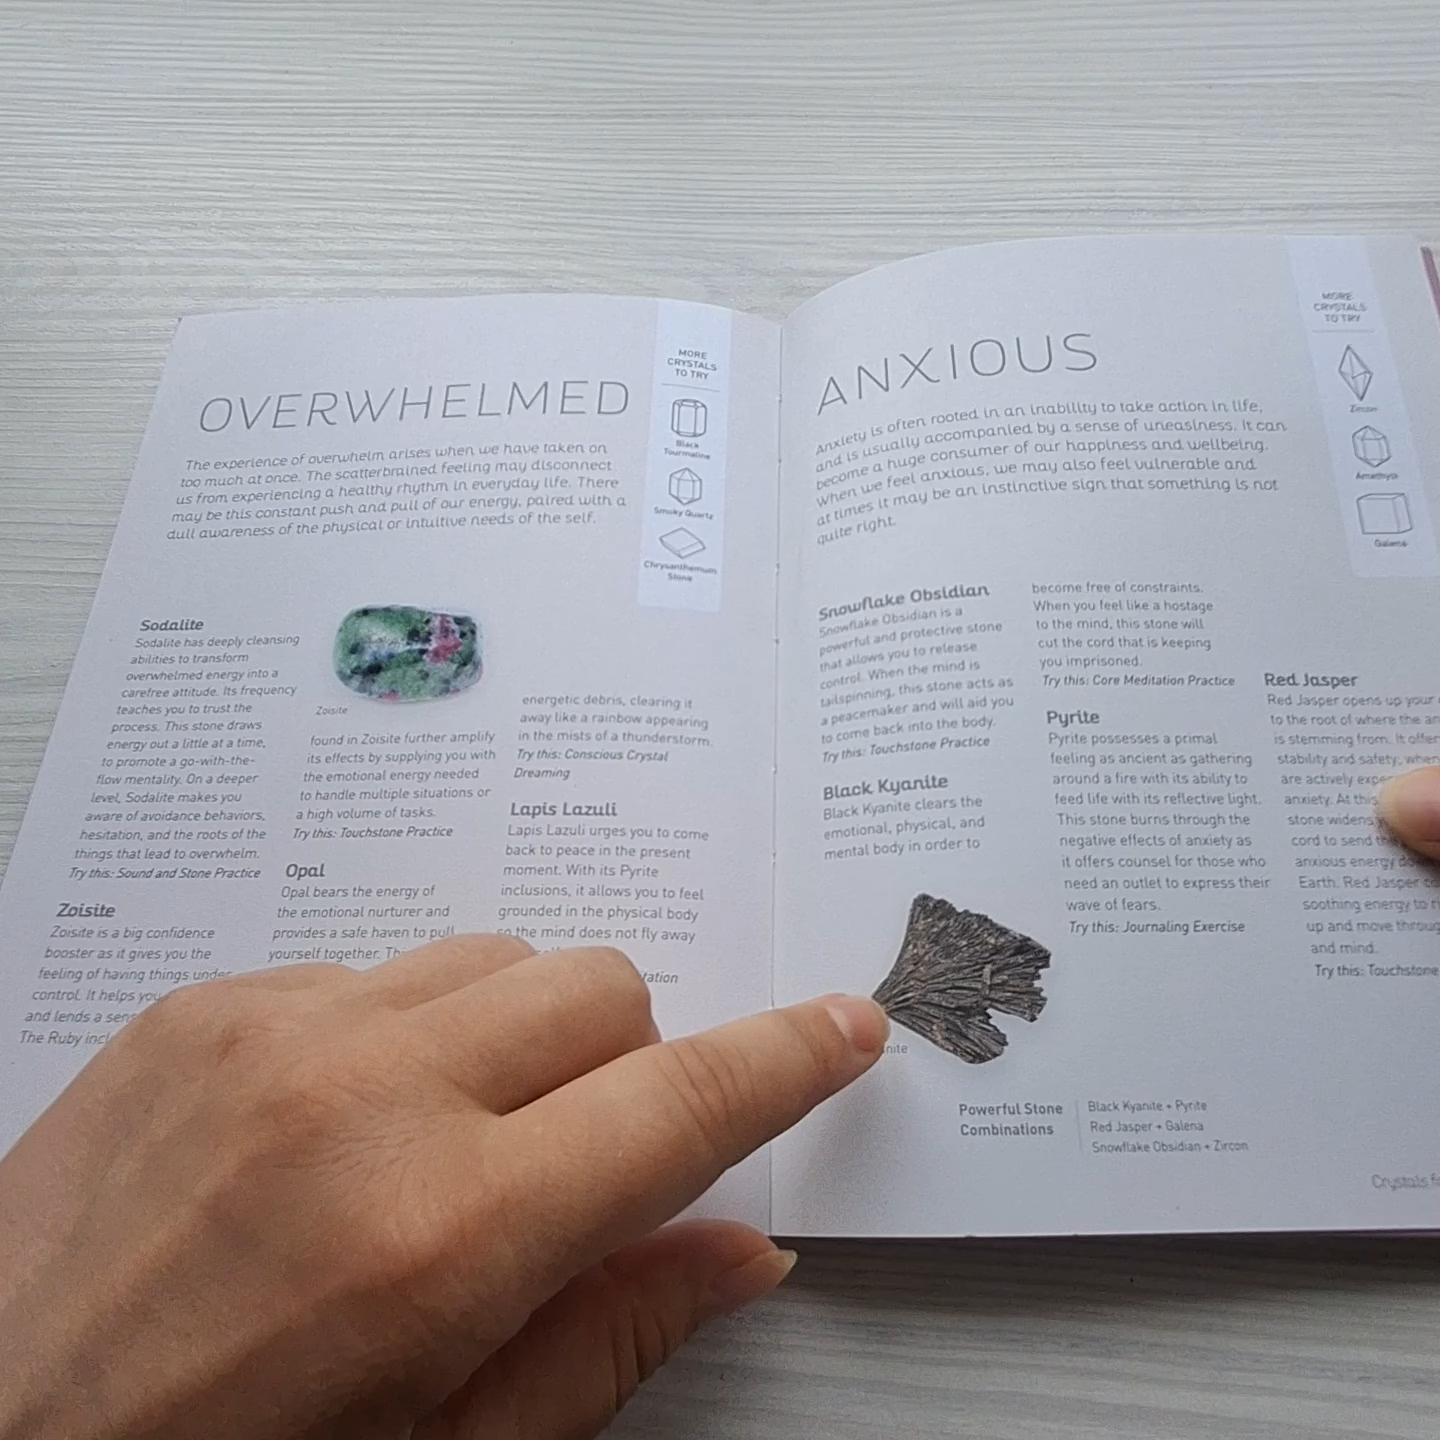 OVERWHELMED
The experience of overwhelm arises when we have taken on
too much at once. The scatterbrained feeling may disconnect
us from experiencing a healthy rhythm in everyday life. There
may be this constant push and pull of our energy, paired with a
dull awareness of the physical or intuitive needs of the self.
MORE
CRYSTALS
TO TRY
Black
Tourmaline
Smoky Quartz
Chrysanthemum
Stone
Sodalite
Sodalite has deeply cleansing
abilities to transform
overwhelmed energy into a
carefree attitude. Its frequency
teaches you to trust the
process. This stone draws
energy out a little at a time,
to promote a go-with-the-
flow mentality. On a deeper
level, Sodalite makes you
aware of avoidance behaviors,
hesitation, and the roots of the
things that lead to overwhelm.
Try this: Sound and Stone Practice
Zoisite
Zoisite is a big confidence
booster as it gives you the
feeling of having things under
control. It helps you
and lends a
The Ruby
Zoisite
found in Zoisite further amplify
its effects by supplying you with
the emotional energy needed
to handle multiple situations or
a high volume of tasks.
Try this: Touchstone Practice
Opal
Opal bears the energy of
the emotional nurturer and
provides a safe haven to pull
yourself together.
energetic debris, clearing it
away like a rainbow appearing
in the mists of a thunderstorm.
Try this: Conscious Crystal
Dreaming
Lapis Lazuli
Lapis Lazuli urges you to come
back to peace in the present
moment. With its Pyrite
inclusions, it allows you to feel
grounded in the physical body
so the mind does not fly away
ANXIOUS
Anxiety is often rooted in an inability to take action in life,
and is usually accompanied by a sense of uneasiness. It can
become a huge consumer of our happiness and wellbeing.
When we feel anxious, we may also feel vulnerable and
at times it may be an instinctive sign that something is not
quite right.
MORE
CRYSTALS
TO TRY
Zircon
Amethyst
Galena
Snowflake Obsidian
Snowflake Obsidian is a
powerful and protective stone
that allows you to release
control. When the mind is
tailspinning, this stone acts as
a peacemaker and will aid you
to come back into the body.
Try this: Touchstone Practice
Black Kyanite
Black Kyanite clears the
emotional, physical, and
mental body in order to
become free of constraints.
When you feel like a hostage
to the mind, this stone will
cut the cord that is keeping
you imprisoned.
Try this: Core Meditation Practice
Pyrite
Pyrite possesses a primal
feeling as ancient as gathering
around a fire with its ability to
feed life with its reflective light.
This stone burns through the
negative effects of anxiety as
it offers counsel for those who
need an outlet to express their
wave of fears.
Try this: Journaling Exercise
Red Jasper
Red Jasper opens up your
to the root of where the
is stemming from. It
stability and safety, when
are actively
anxiety. At this
stone widens
cord to send
anxious energy
Earth. Red Jasper
soothing energy to
up and move
and mind.
Try this: Touchstone
Powerful Stone
Combinations
Black Kyanite + Pyrite
Red Jasper + Galena
Snowflake Obsidian + Zircon
Crystals